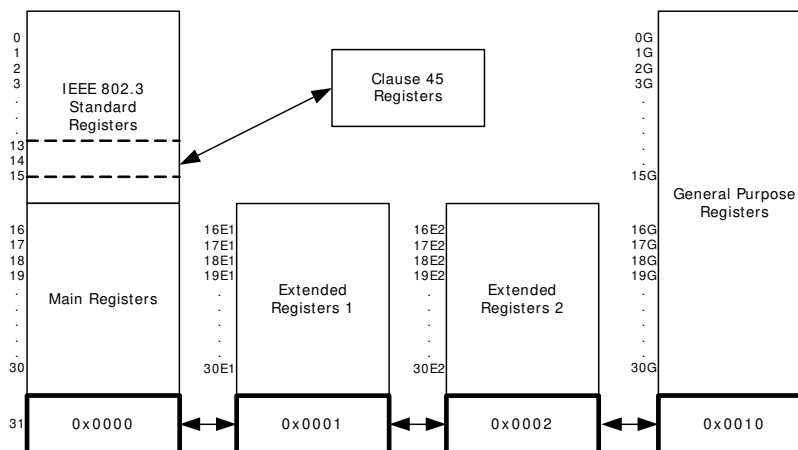 0
1
2
3
.
.
.
13
14
15
IEEE 802.3
Standard
Registers
Clause 45
Registers
16
17
18
19
.
.
.
.
.
30
Main Registers
16E1
17E1
18E1
19E1
.
.
.
.
.
30E1
Extended
Registers 1
16E2
17E2
18E2
19E2
.
.
.
.
.
30E2
Extended
Registers 2
0G
1G
2G
3G
.
.
.
.
.
15G
16G
17G
18G
19G
.
.
.
.
.
30G
General Purpose
Registers
31
0x0000
0x0001
0x0002
0x0010